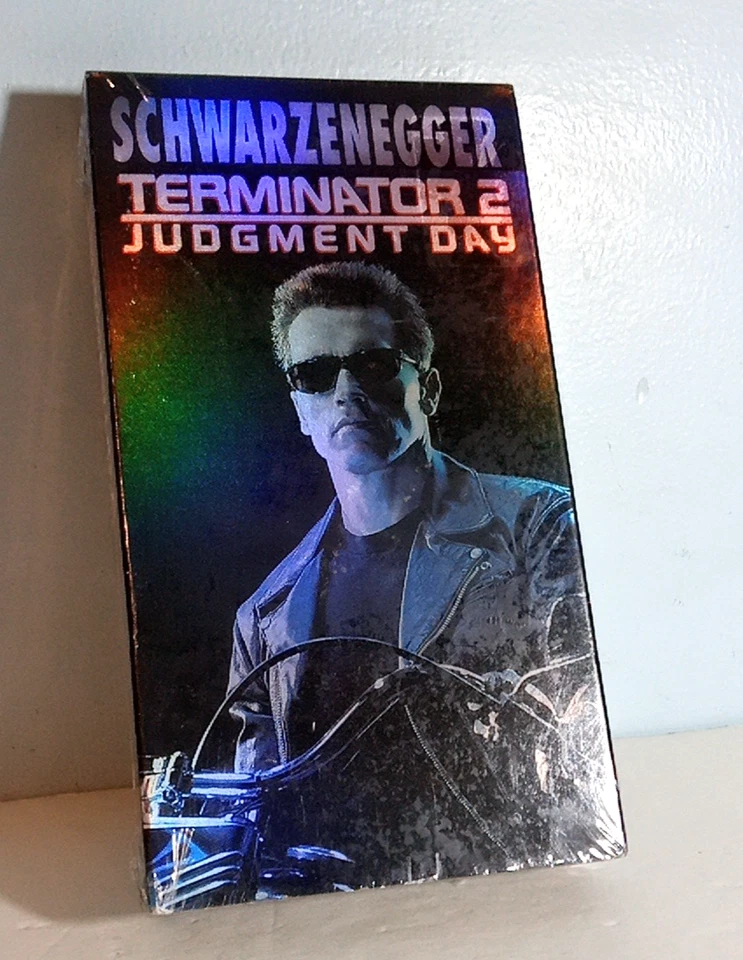 SCHWARZENEGGER
TERMINATOR 2
JUDGMENT DAY